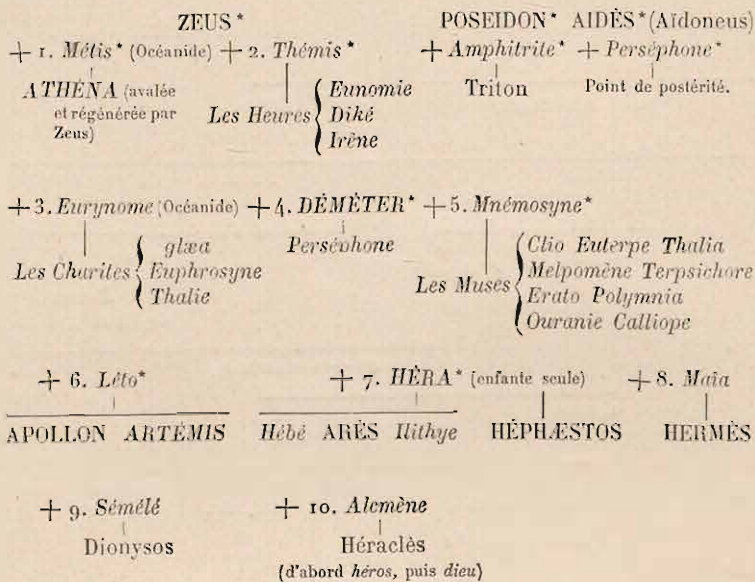 ZEUS* POSEIDON* AIDÈS* (Aïdoneus)
+ 1. Métis* (Océanide) + 2. Thémis* + Amphitrite* + Perséphone*
ATHÉNA (avalée et régénérée par Zeus) Les Heures { Eunomie Diké Irène Triton Point de postérité.
+ 3. Eurynome (Océanide) + 4. DÉMÉTER* + 5. Mnémosyne*
Les Charites { glæa Euphrosyne Thalie Perséphone Les Muses { Clio Euterpe Thalia
Melpomène Terpsichore
Erato Polymnia
Ouranie Calliope
+ 6. Léto* + 7. HÉRA* (enfante seule) + 8. Maïa
APOLLON ARTÉMIS Hébé ARÈS Ilithye HÉPHÆSTOS HERMÈS
+ 9. Sémélé + 10. Alcmène
Dionysos Héraclès
(d'abord héros, puis dieu)